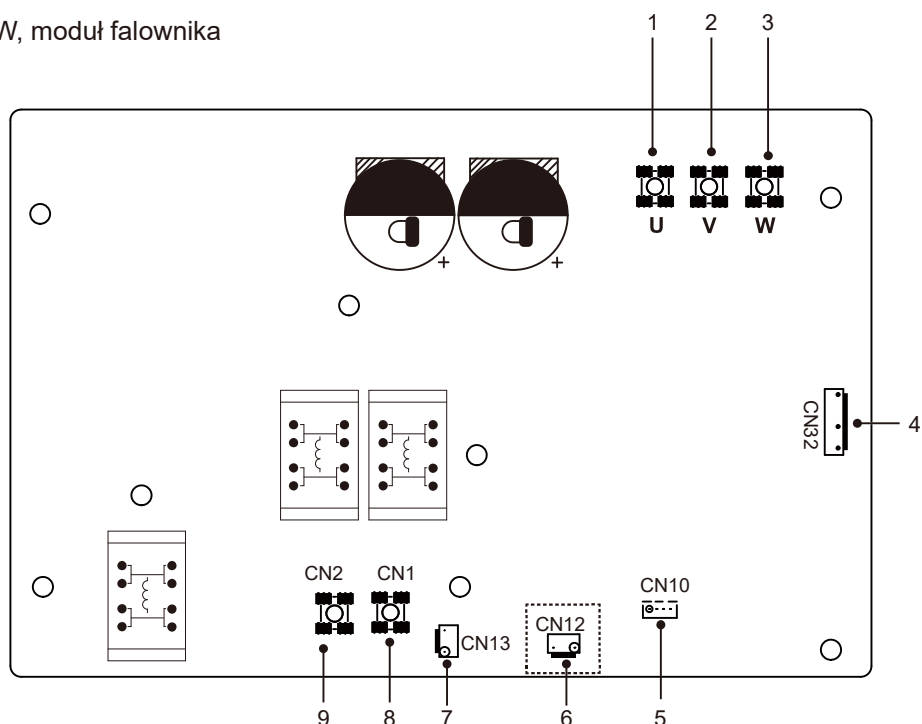 W, moduł falownika
1 2 3
U V W
+ +
CN32
4
CN2 CN1
CN10
CN12
CN13
9 8 7 6 5